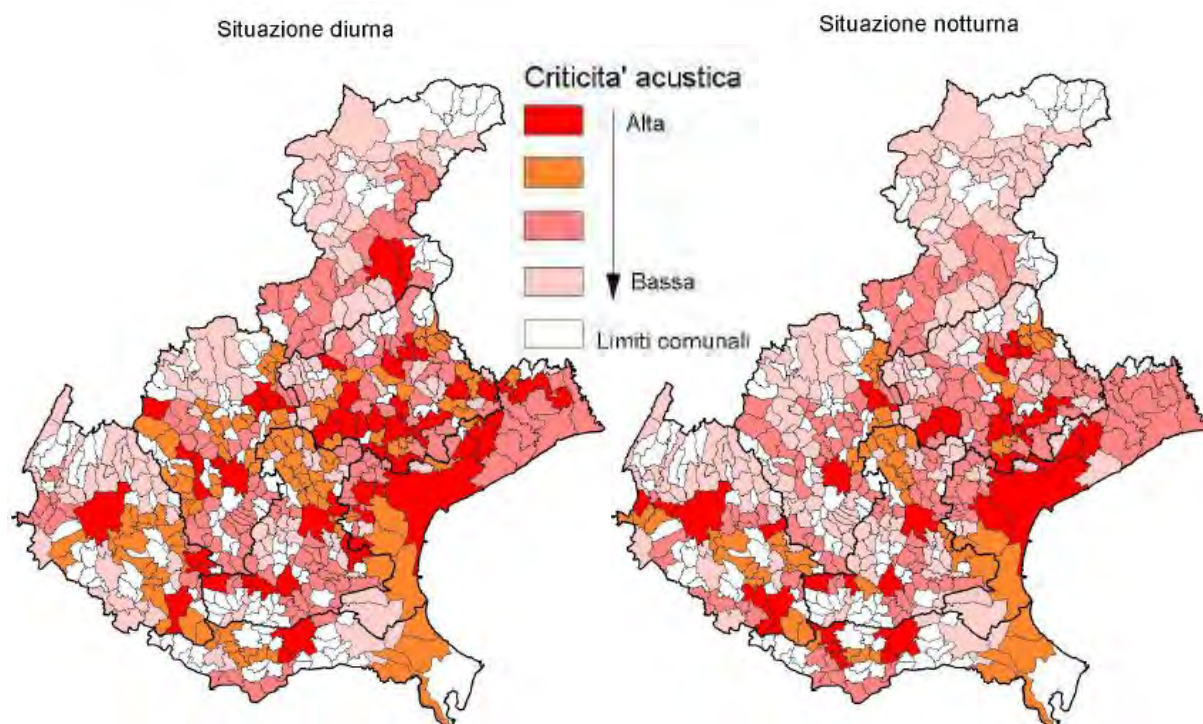 Situazione diurna
Situazione notturna
Criticita' acustica
Alta
Bassa
Limiti comunali